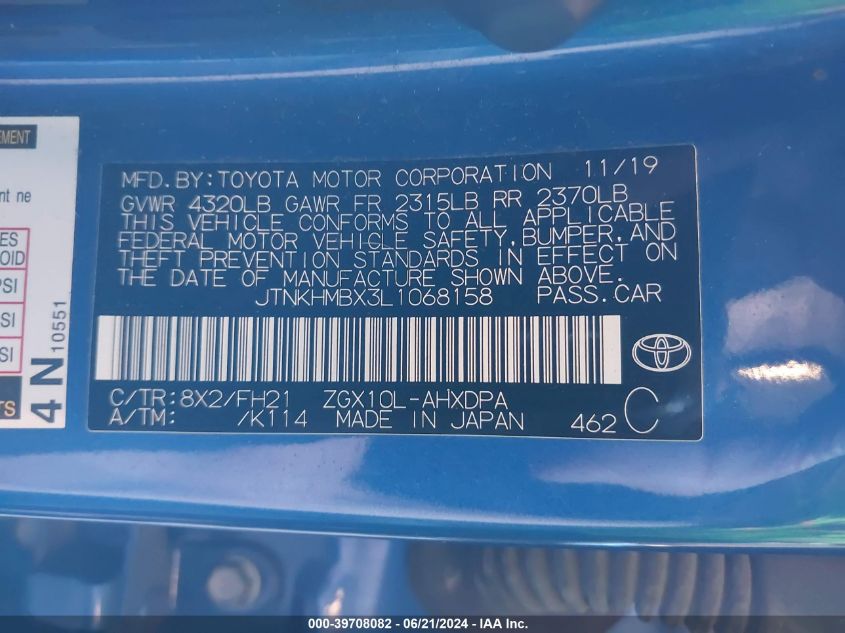 EMENT
nt ne
ES
OID
PSI
SI
SI
TS
4N
10551
MFD.BY:TOYOTA MOTOR CORPORATION 11/19
GVWR 4320LB GAWR FR 2315LB RR 2370LB
THIS VEHICLE CONFORMS TO ALL APPLICABLE
FEDERAL MOTOR VEHICLE SAFETY,BUMPER,AND
THEFT PREVENTION STANDARDS IN EFFECT ON
THE DATE OF MANUFACTURE SHOWN ABOVE.
JTNKHMBX3L1068158 PASS.CAR
C/TR:8X2/FH21 ZGX10L-AHXDPA
A/TM: /K114 MADE IN JAPAN 462 C
000-39708082 - 06/21/2024 - IAA Inc.